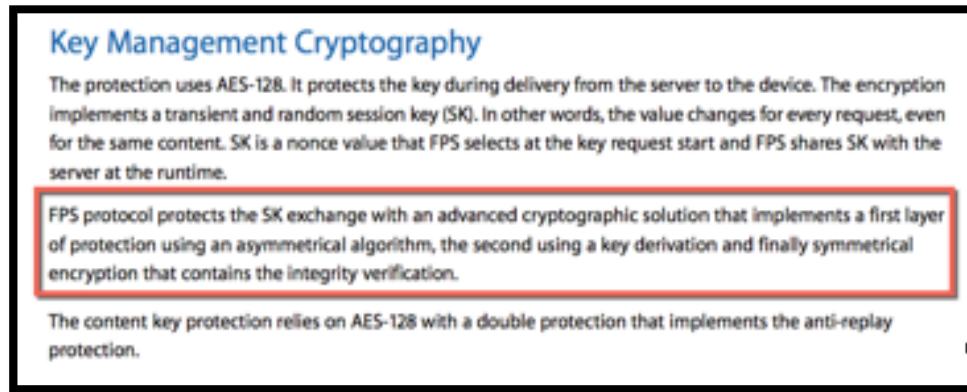 Key Management Cryptography
The protection uses AES-128. It protects the key during delivery from the server to the device. The encryption
implements a transient and random session key (SK). In other words, the value changes for every request, even
for the same content. SK is a nonce value that FPS selects at the key request start and FPS shares SK with the
server at the runtime.
FPS protocol protects the SK exchange with an advanced cryptographic solution that implements a first layer
of protection using an asymmetrical algorithm, the second using a key derivation and finally symmetrical
encryption that contains the integrity verification.
The content key protection relies on AES-128 with a double protection that implements the anti-replay
protection.